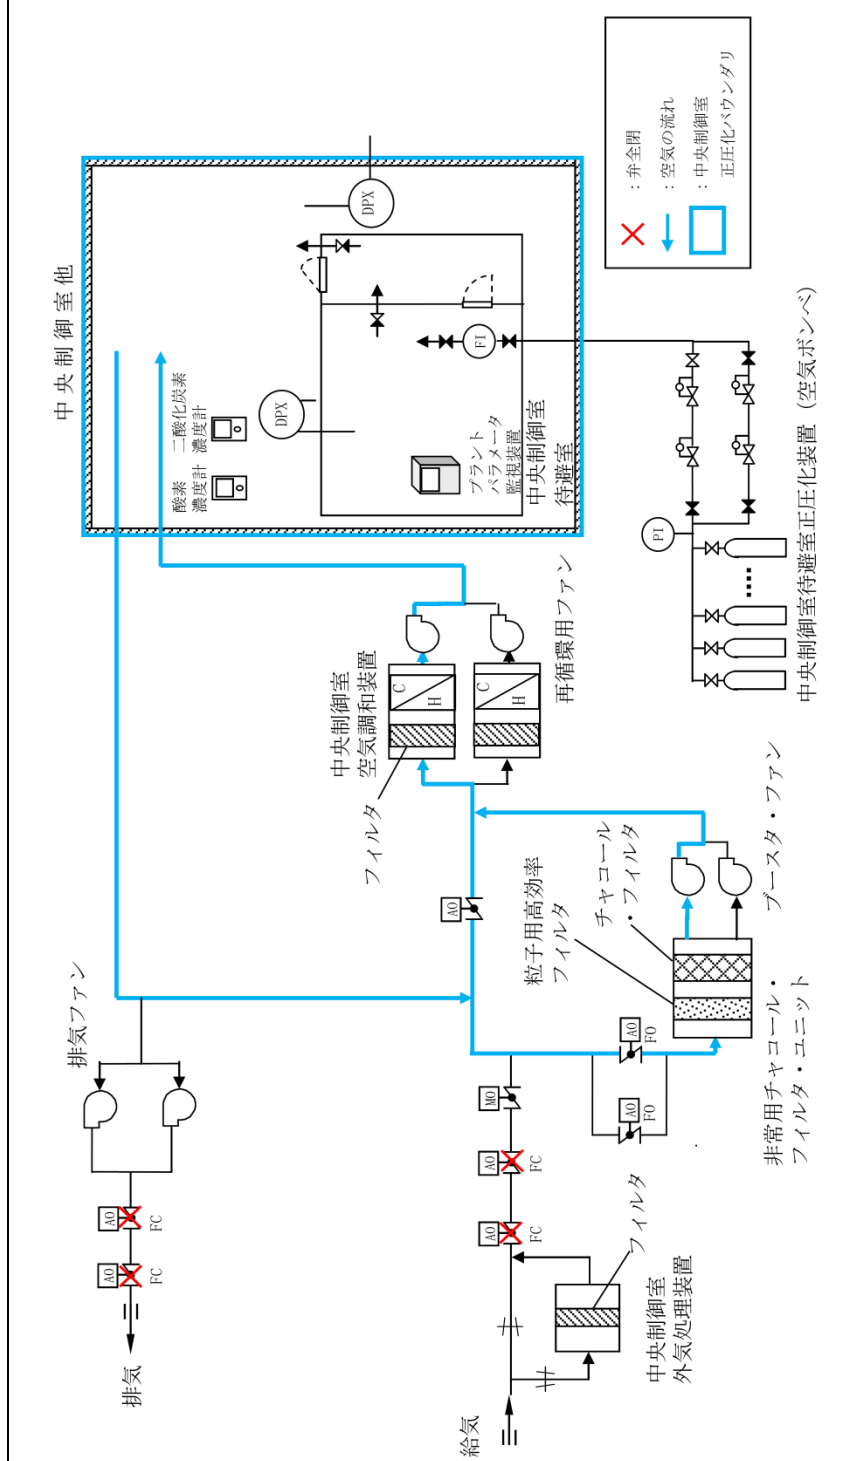 中央制御室他
酸素
濃度計
二酸化炭素
濃度計
DPX
DPX
FI
プラント
パラメータ
監視装置
中央制御室
待避室
：弁全閉
：空気の流れ
：中央制御室
正圧化バウンダリ
PI
中央制御室待避室正圧化装置（空気ボンベ）
中央制御室
空気調和装置
フィルタ
C
H
C
H
再循環用ファン
AO
粒子用高効率
フィルタ
チャコール
・フィルタ
ブースタ・ファン
非常用チャコール・
フィルタ・ユニット
AO
FO
AO
FO
MO
AO
FC
AO
FC
排気ファン
AO
FC
AO
FC
排気
給気
フィルタ
中央制御室
外気処理装置